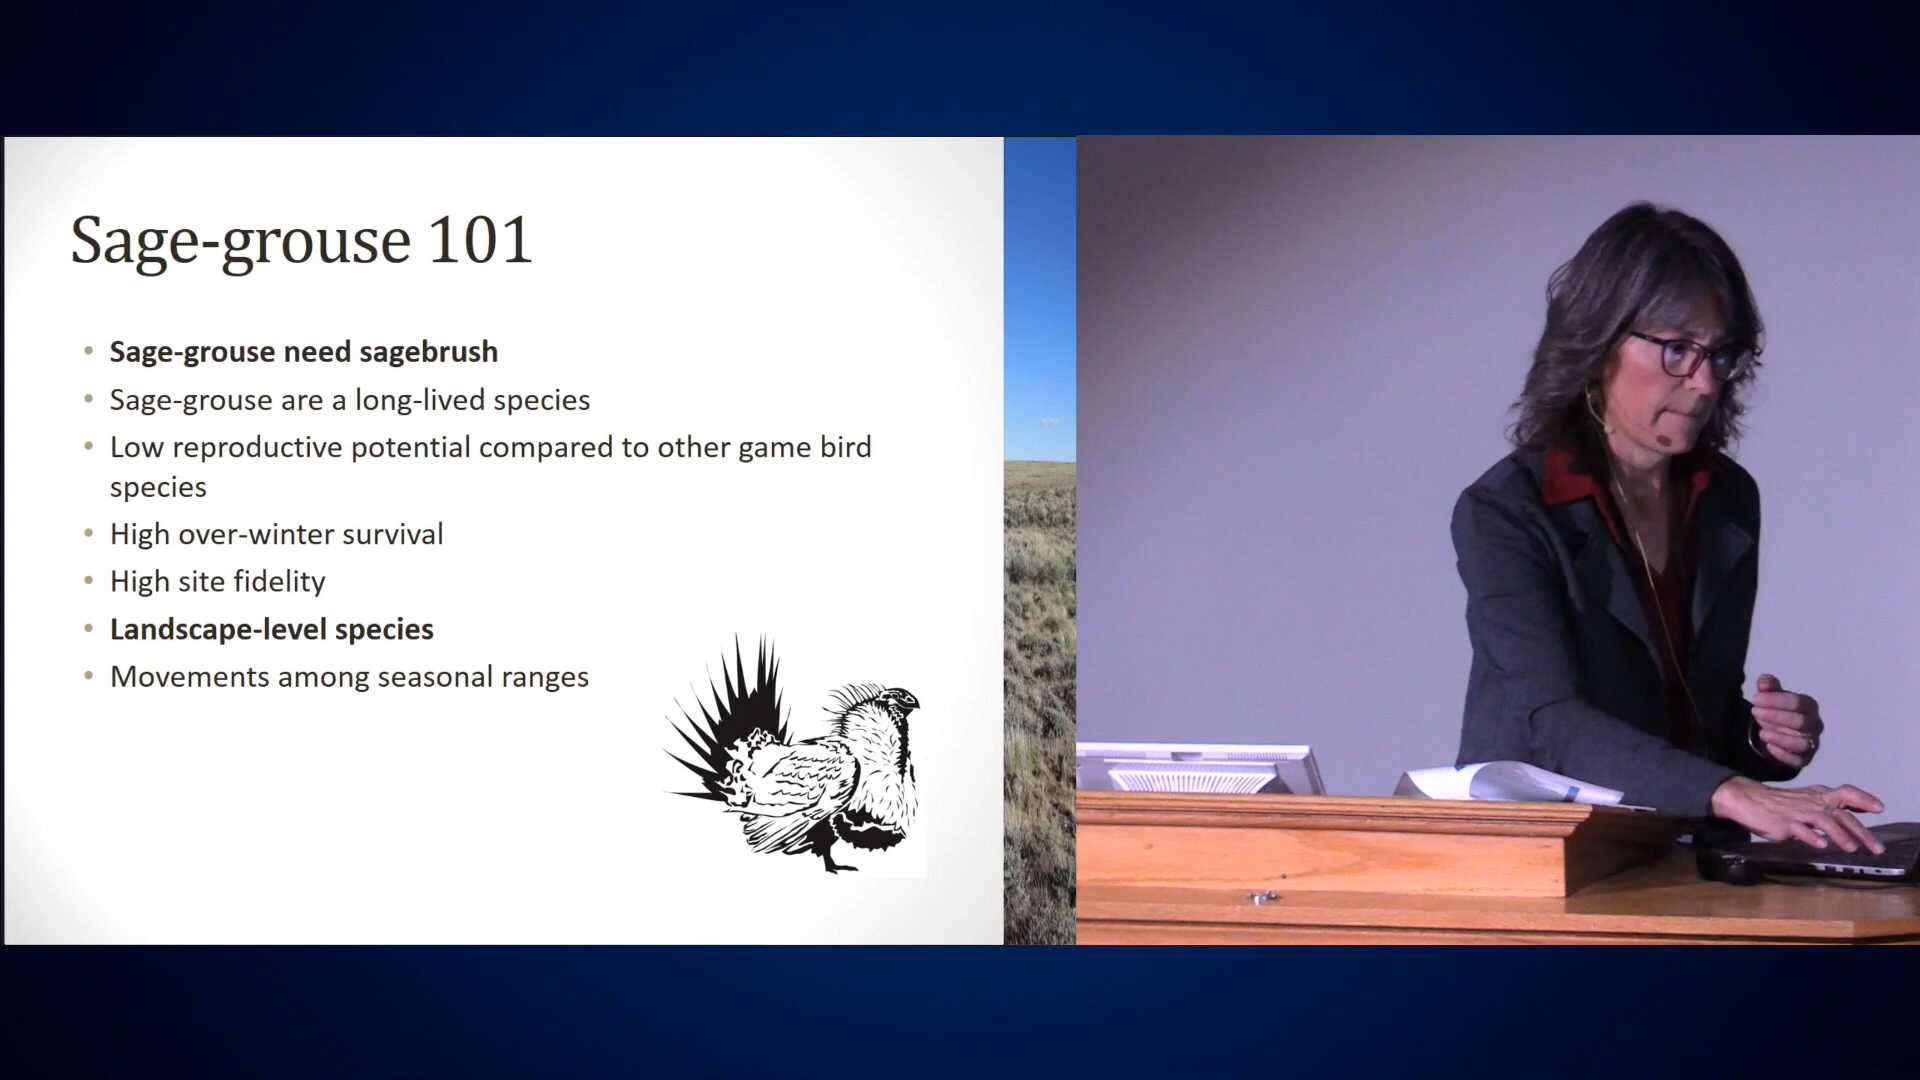 Sage-grouse 101
• Sage-grouse need sagebrush
• Sage-grouse are a long-lived species
• Low reproductive potential compared to other game bird
species
• High over-winter survival
• High site fidelity
• Landscape-level species
• Movements among seasonal ranges